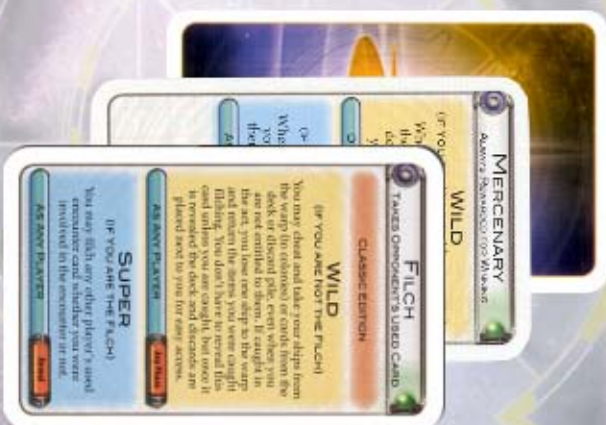 MERCENARY
ALWAYS REWARDED FOR WINNING
WILD
(IF YOU
FILCH
TAKES OPPONENT'S USED CARD
CLASSIC EDITION
WILD
(IF YOU ARE NOT THE FILCH)
You may cheat and take your ships from
the warp (to colonies) or cards from the
deck or discard pile, even when you
are not entitled to them. If caught in
the act, you lose one ship to the warp
and return the items you were caught
filching. You don't have to reveal this
card unless you are caught, but once it
is revealed the deck and discards are
placed next to you for easy access.
AS ANY PLAYER
Any Phase
SUPER
(IF YOU ARE THE FILCH)
You may filch any other player's used
encounter card whether you were
involved in the encounter or not.
AS ANY PLAYER
Reveal